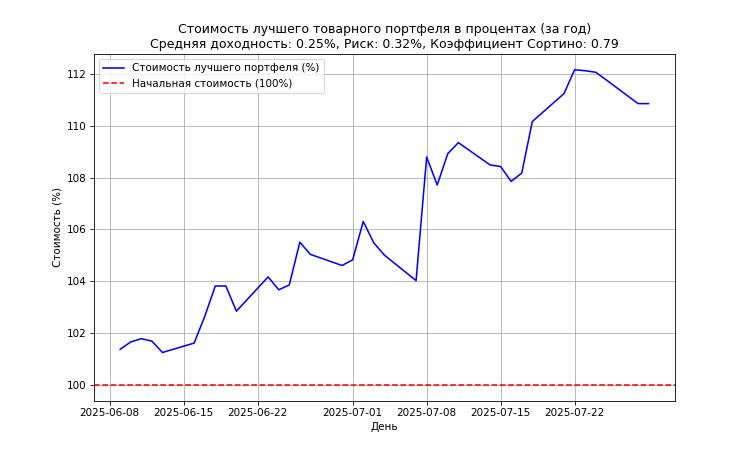 Стоимость лучшего товарного портфеля в процентах (за год)
Средняя доходность: 0.25%, Риск: 0.32%, Коэффициент Сортино: 0.79
Стоимость лучшего портфеля (%)
Начальная стоимость (100%)
Стоимость (%)
112
110
108
106
104
102
100
2025-06-08 2025-06-15 2025-06-22 2025-07-01 2025-07-08 2025-07-15 2025-07-22
День